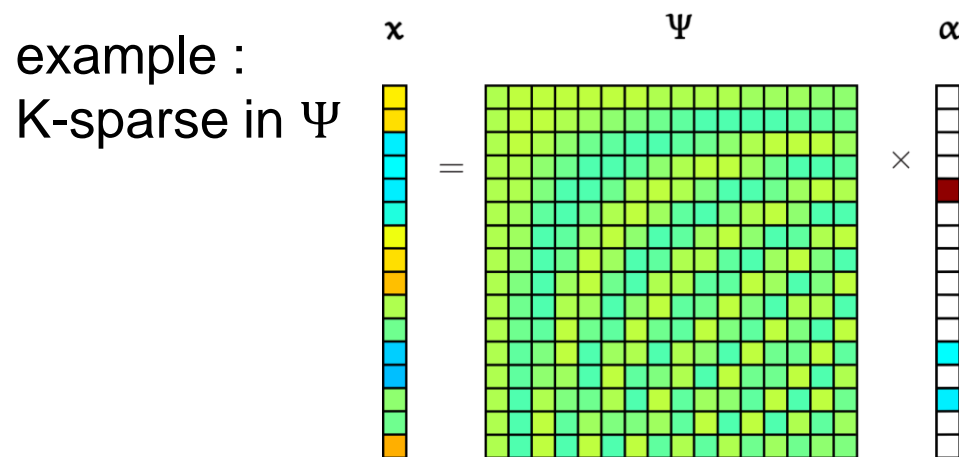 example :
K-sparse in Ψ
x
Ψ
α
=
×